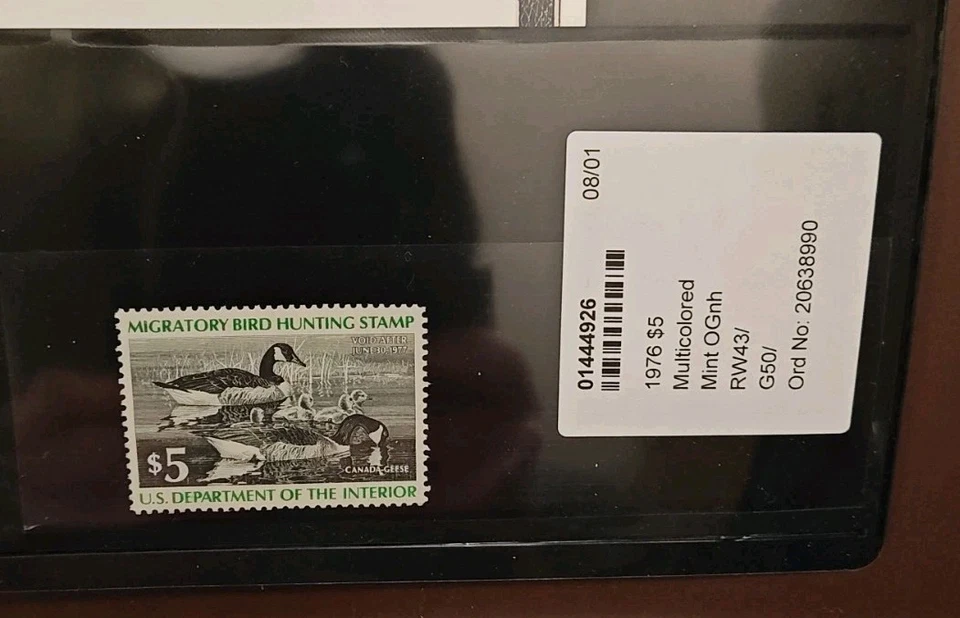 MIGRATORY BIRD HUNTING STAMP
VOID AFTER
JUNE 30, 1977
$5
CANADA GEESE
U.S. DEPARTMENT OF THE INTERIOR
08/01
01444926
1976 $5
Multicolored
Mint OGnh
RW43/
G50/
Ord No: 20638990